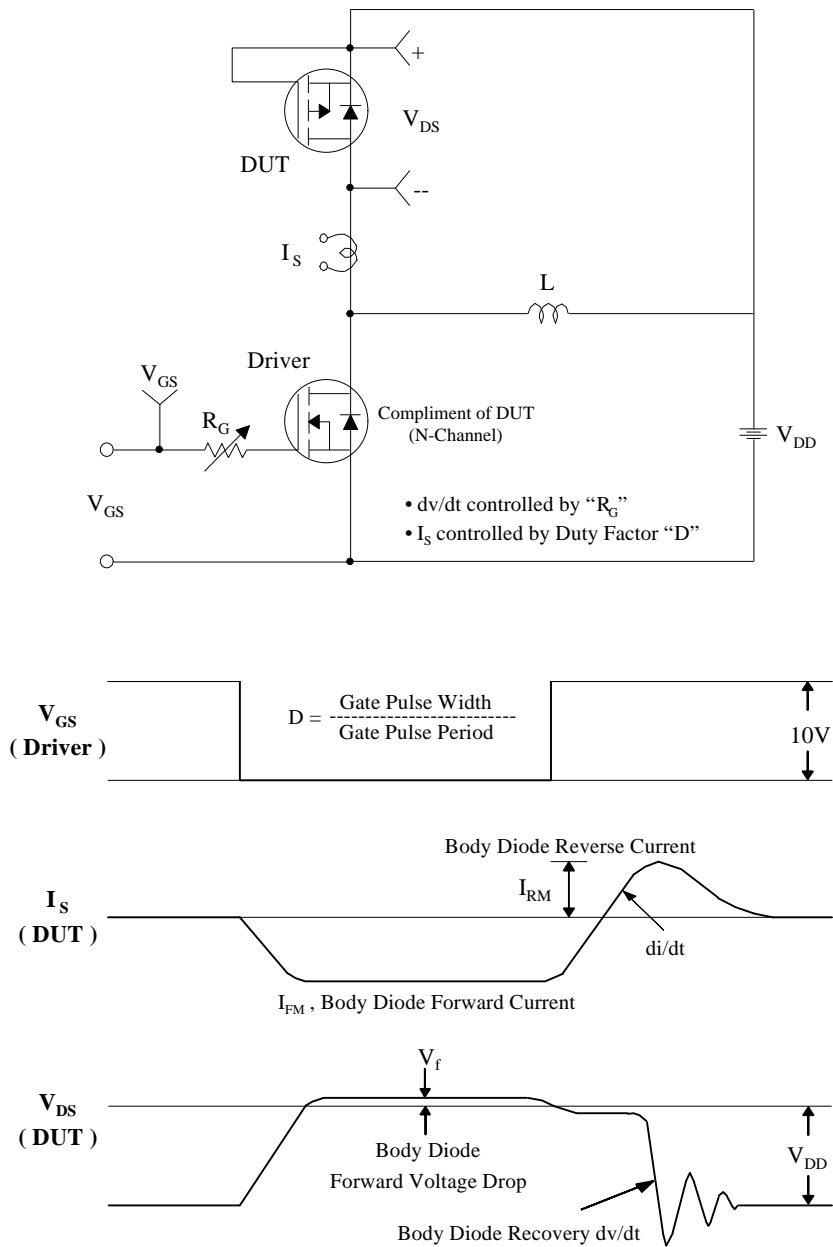 +
V_DS
DUT
--
I_S
L
Driver
V_GS
R_G
Compliment of DUT
(N-Channel)
V_DD
V_GS
• dv/dt controlled by “R_G”
• I_S controlled by Duty Factor “D”
V_GS
( Driver )
D =
Gate Pulse Width
--------------------------
Gate Pulse Period
10V
I_S
( DUT )
Body Diode Reverse Current
I_RM
di/dt
I_FM , Body Diode Forward Current
V_DS
( DUT )
V_f
Body Diode
Forward Voltage Drop
V_DD
Body Diode Recovery dv/dt